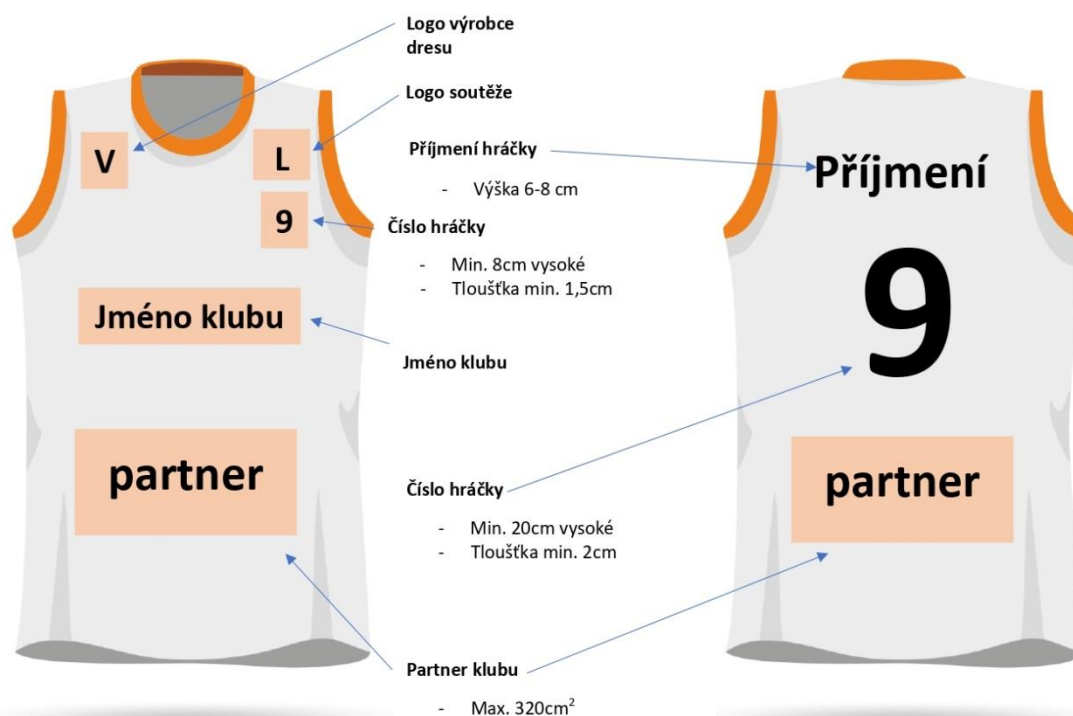 Logo výrobce
dresu
Logo soutěže
Příjmení hráčky
- Výška 6-8 cm
Číslo hráčky
- Min. 8cm vysoké
- Tloušťka min. 1,5cm
Jméno klubu
Číslo hráčky
- Min. 20cm vysoké
- Tloušťka min. 2cm
Partner klubu
- Max. 320cm²
V
L
9
Jméno klubu
partner
Příjmení
9
partner